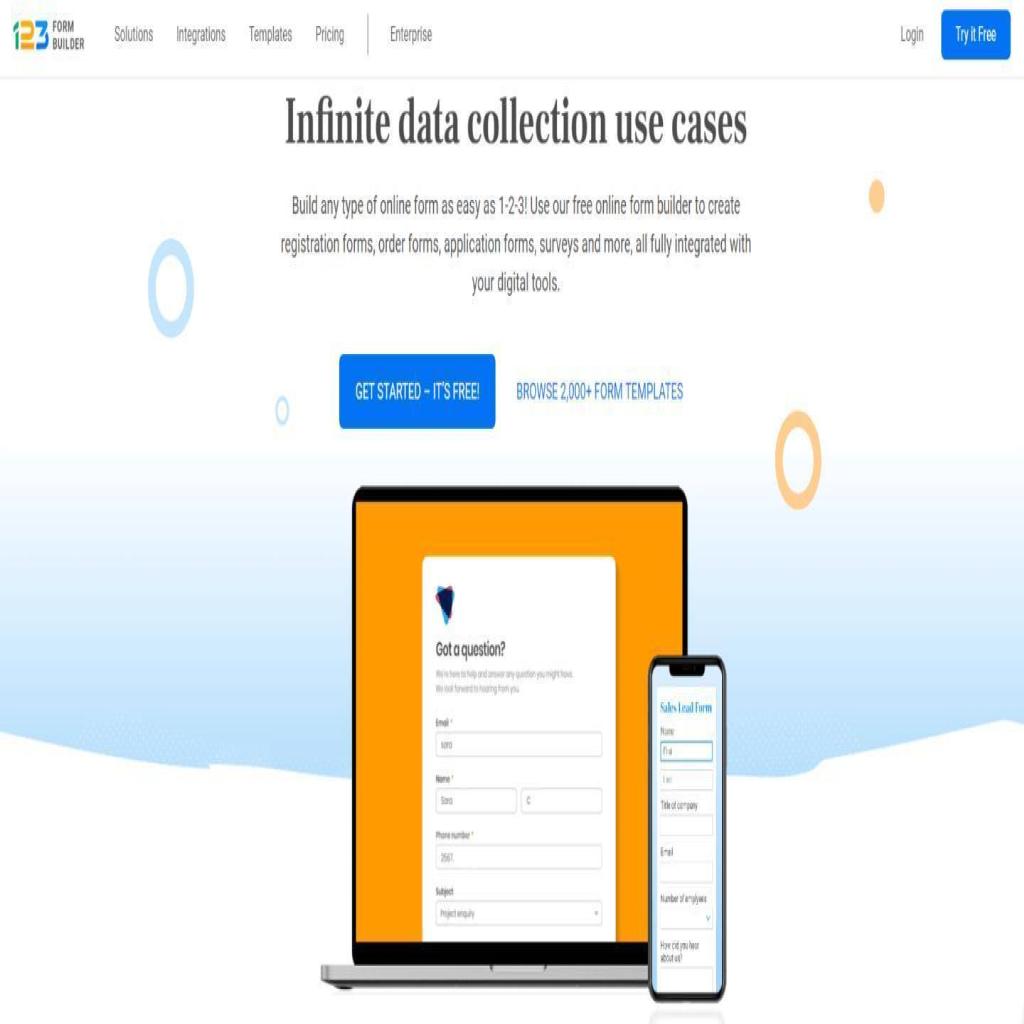 123 FORM BUILDER
Solutions Integrations Templates Pricing Enterprise Login Try it Free
Infinite data collection use cases
Build any type of online form as easy as 1-2-3! Use our free online form builder to create
registration forms, order forms, application forms, surveys and more, all fully integrated with
your digital tools.
GET STARTED – IT'S FREE! BROWSE 2,000+ FORM TEMPLATES
Got a question?
We're here to help and answer any question you might have.
We look forward to hearing from you.
Email *
sara
Name *
Sara C
Phone number *
2567.
Subject
Project enquiry
Sales Lead Form
Name
Title of company
Email
Number of employees
How did you hear
about us?